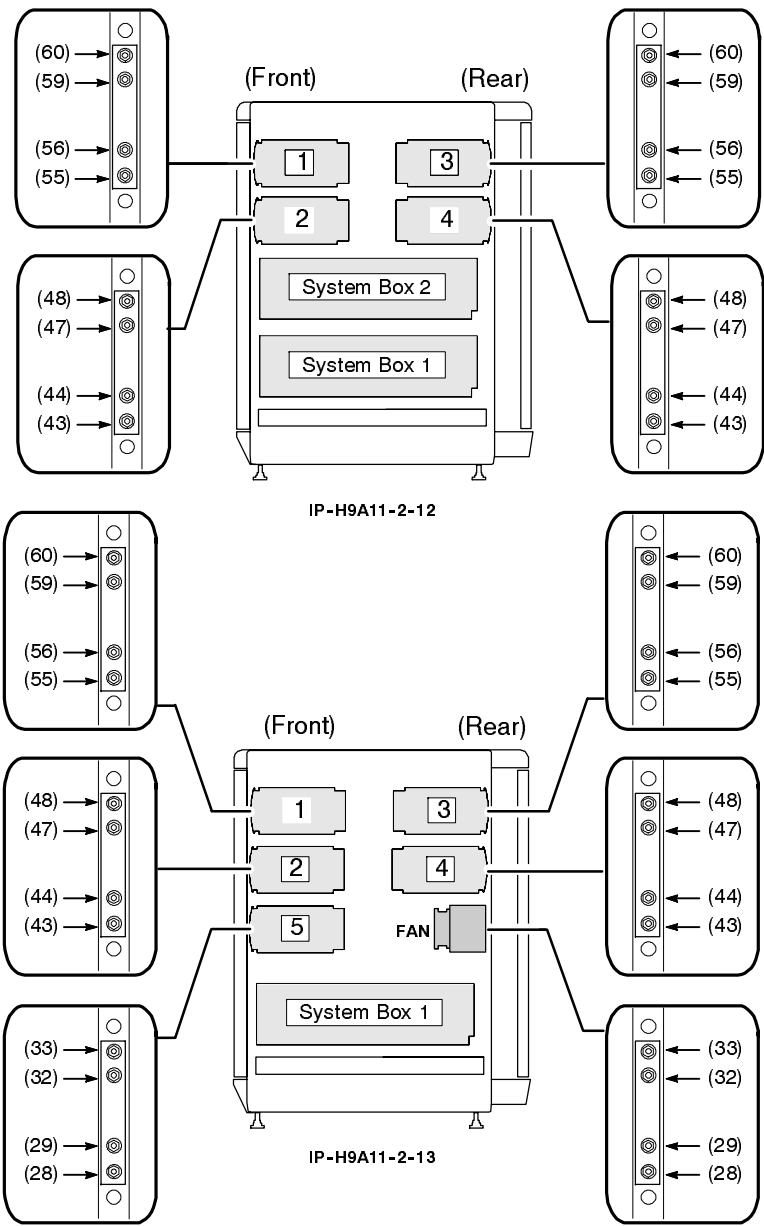 (60) (60)
(59) (59)
(Front) (Rear)
(56) 1 3 (56)
(55) (55)
2 4
(48) System Box 2 (48)
(47) (47)
System Box 1
(44) (44)
(43) (43)
IP-H9A11-2-12
(60) (60)
(59) (59)
(56) (56)
(55) (55)
(Front) (Rear)
(48) 1 3 (48)
(47) (47)
2 4
(44) (44)
(43) 5 FAN (43)
System Box 1
(33) (33)
(32) (32)
(29) (29)
IP-H9A11-2-13
(28) (28)